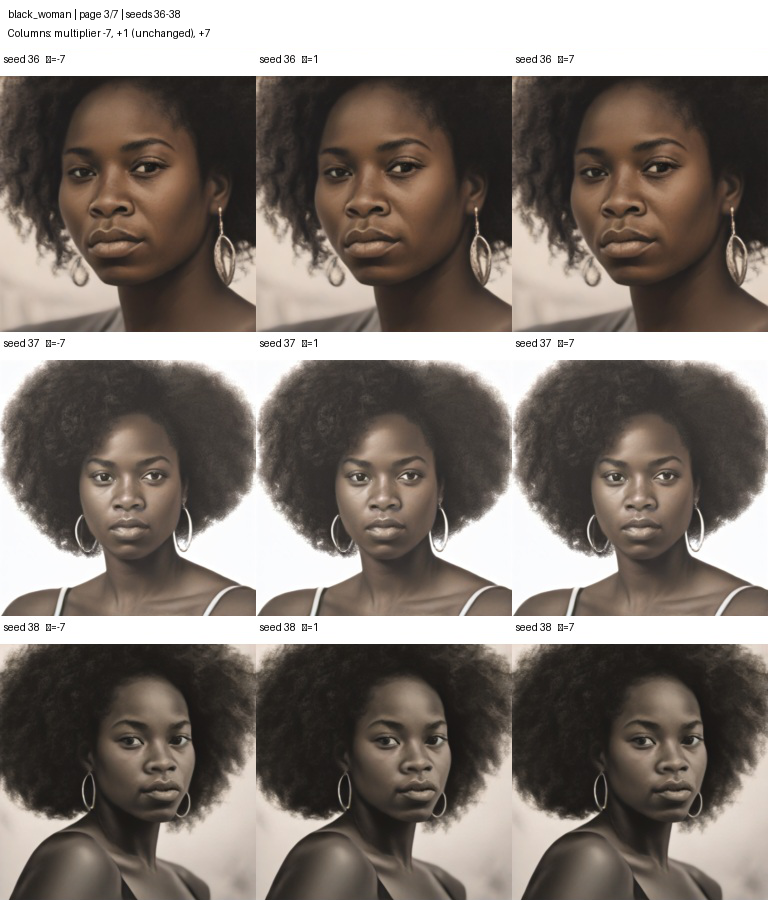 black_woman | page 3/7 | seeds 36-38
Columns: multiplier -7, +1 (unchanged), +7
seed 36 ▯=-7
seed 36 ▯=1
seed 36 ▯=7
seed 37 ▯=-7
seed 37 ▯=1
seed 37 ▯=7
seed 38 ▯=-7
seed 38 ▯=1
seed 38 ▯=7